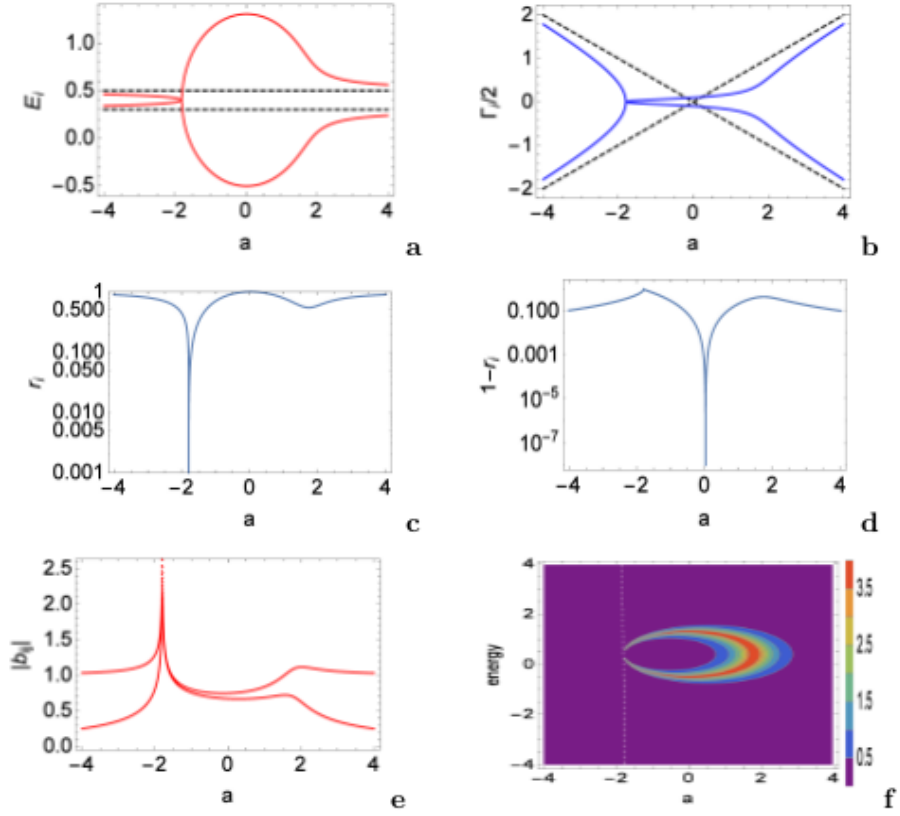 1.0
0.5
0.0
−0.5
E_i
−4 −2 0 2 4
a
a
2
1
0
−1
−2
Γ_i/2
−4 −2 0 2 4
a
b
1
0.500
0.100
0.050
0.010
0.005
0.001
r_i
−4 −2 0 2 4
a
c
0.100
0.001
10^−5
10^−7
1−r_i
−4 −2 0 2 4
a
d
2.5
2.0
1.5
1.0
0.5
0.0
|b_ij|
−4 −2 0 2 4
a
e
4
2
0
−2
−4
energy
−4 −2 0 2 4
a
3.5
2.5
1.5
0.5
f